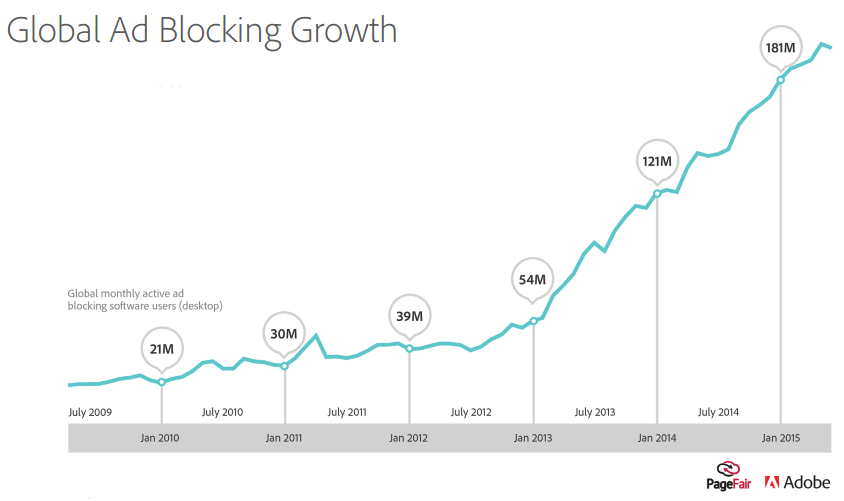 Global Ad Blocking Growth
181M
121M
54M
39M
30M
21M
Global monthly active ad
blocking software users (desktop)
July 2009
July 2010
July 2011
July 2012
July 2013
July 2014
Jan 2010
Jan 2011
Jan 2012
Jan 2013
Jan 2014
Jan 2015
PageFair
Adobe